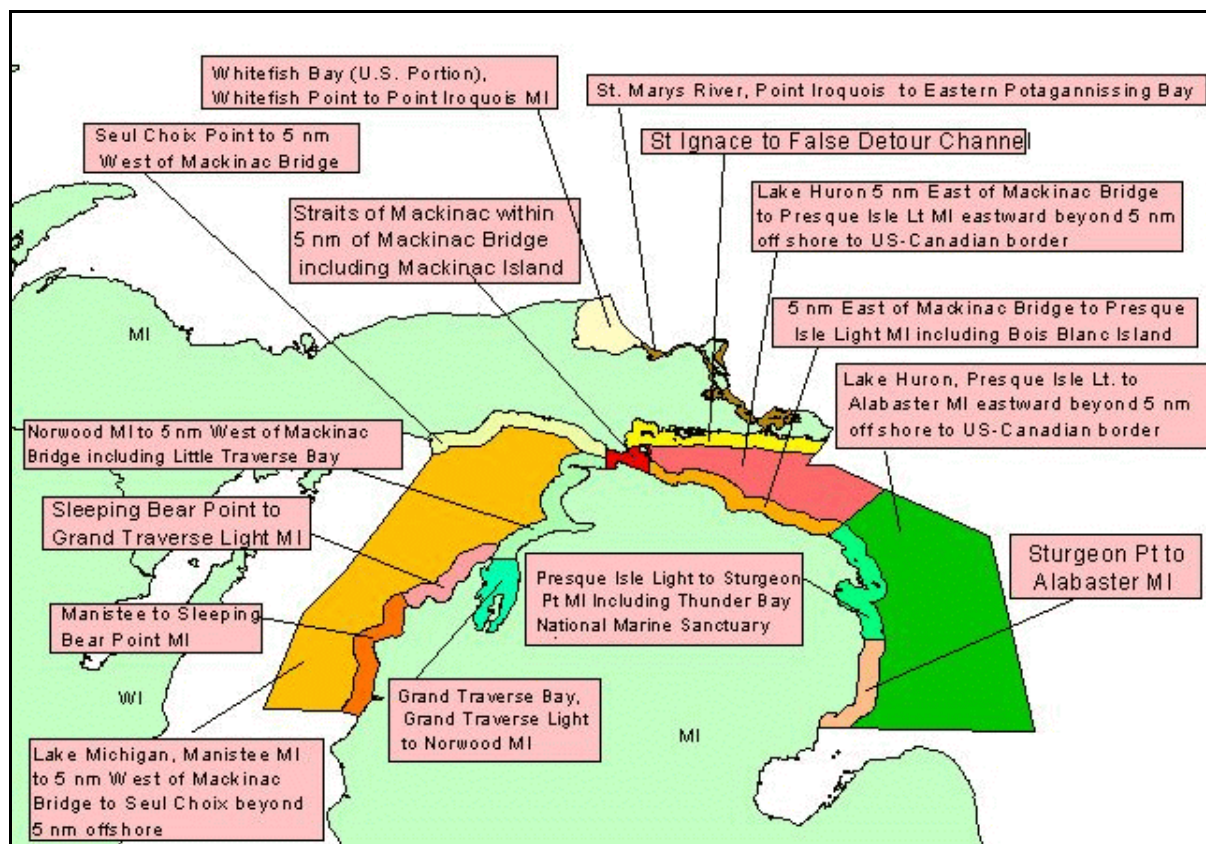 Whitefish Bay (U.S. Portion),
Whitefish Point to Point Iroquois MI
St. Marys River, Point Iroquois to Eastern Potagannissing Bay
Seul Choix Point to 5 nm
West of Mackinac Bridge
St Ignace to False Detour Channel
Lake Huron 5 nm East of Mackinac Bridge
to Presque Isle Lt MI eastward beyond 5 nm
off shore to US-Canadian border
Straits of Mackinac within
5 nm of Mackinac Bridge
including Mackinac Island
5 nm East of Mackinac Bridge to Presque
Isle Light MI including Bois Blanc Island
MI
Lake Huron, Presque Isle Lt. to
Alabaster MI eastward beyond 5 nm
off shore to US-Canadian border
Norwood MI to 5 nm West of Mackinac
Bridge including Little Traverse Bay
Sleeping Bear Point to
Grand Traverse Light MI
Sturgeon Pt to
Alabaster MI
Presque Isle Light to Sturgeon
Pt MI Including Thunder Bay
National Marine Sanctuary
Manistee to Sleeping
Bear Point MI
WI
Grand Traverse Bay,
Grand Traverse Light
to Norwood MI
MI
Lake Michigan, Manistee MI
to 5 nm West of Mackinac
Bridge to Seul Choix beyond
5 nm offshore